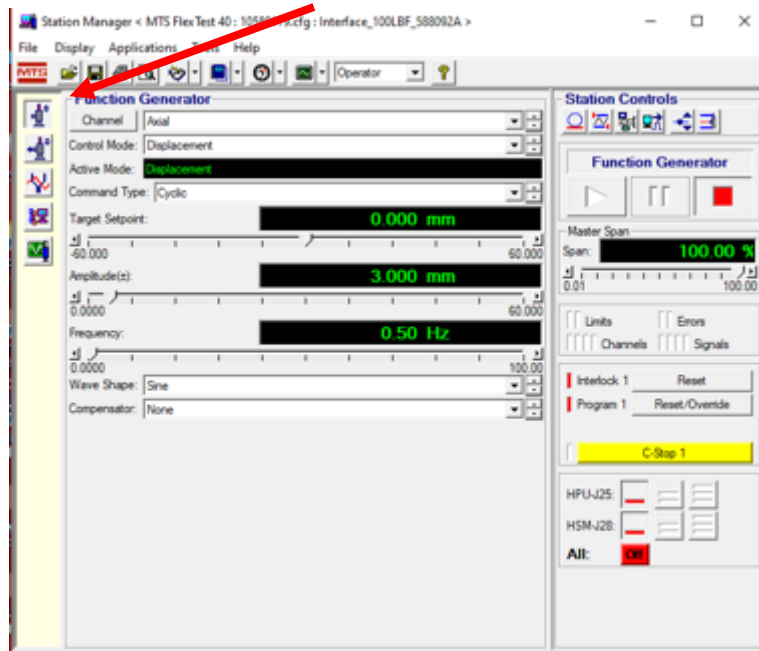 Station Manager < MTS FlexTest 40 : : Interface_100LBF_588092A >
File Display Applications Help
MTS Operator
Function Generator
Channel Axial
Control Mode: Displacement
Active Mode: Displacement
Command Type: Cyclic
Target Setpoint: 0.000 mm
-60.000 60.000
Amplitude(±): 3.000 mm
0.0000 60.000
Frequency: 0.50 Hz
0.0000 100.00
Wave Shape: Sine
Compensator: None
Station Controls
Function Generator
Master Span
Span: 100.00 %
0.01 100.00
Limits Errors
Channels Signals
Interlock 1 Reset
Program 1 Reset/Override
C-Stop 1
HPU-J25:
HSM-J28:
All: Off